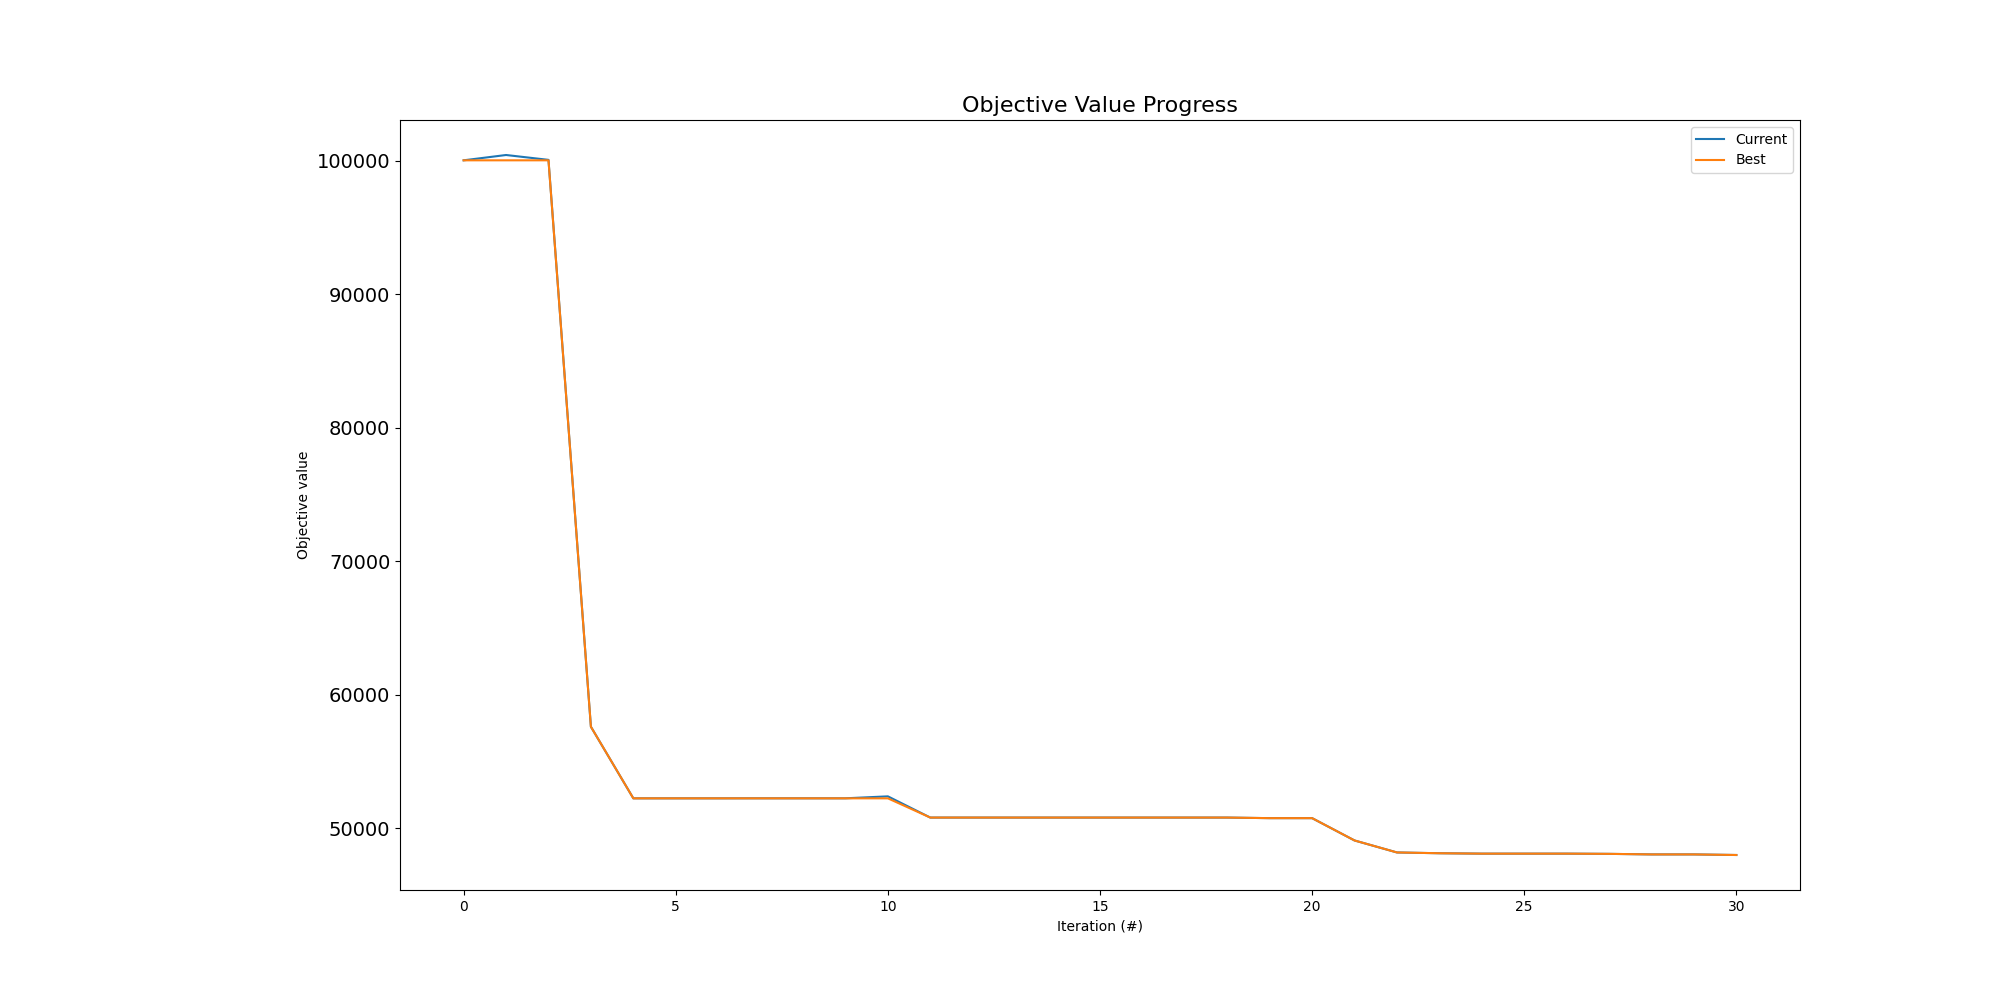 Objective Value Progress
Current
Best
100000
90000
80000
70000
60000
50000
Objective value
0 5 10 15 20 25 30
Iteration (#)